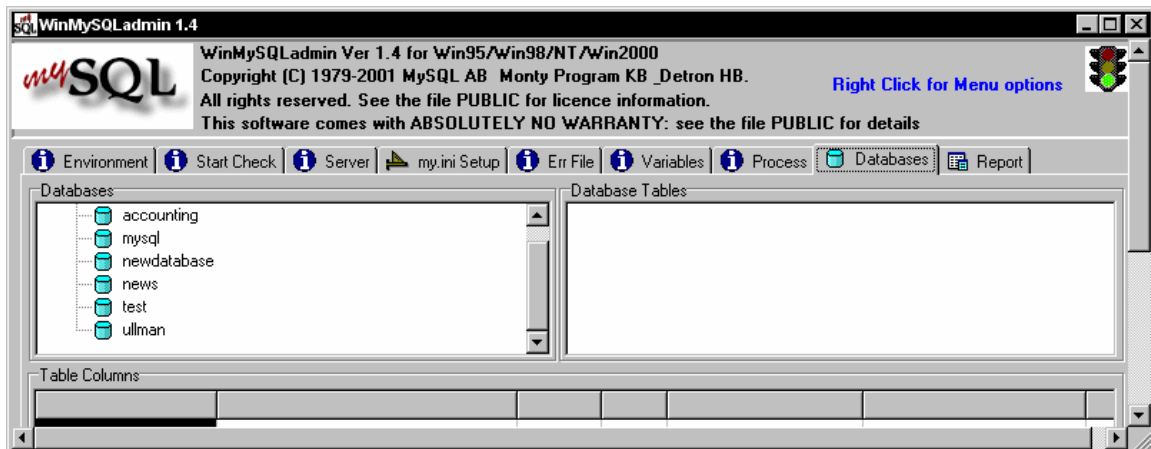 WinMySQLadmin 1.4
mySQL
WinMySQLadmin Ver 1.4 for Win95/Win98/NT/Win2000
Copyright (C) 1979-2001 MySQL AB Monty Program KB _Detron HB.
All rights reserved. See the file PUBLIC for licence information.
This software comes with ABSOLUTELY NO WARRANTY: see the file PUBLIC for details
Right Click for Menu options
Environment Start Check Server my.ini Setup Err File Variables Process Databases Report
Databases
accounting
mysql
newdatabase
news
test
ullman
Database Tables
Table Columns